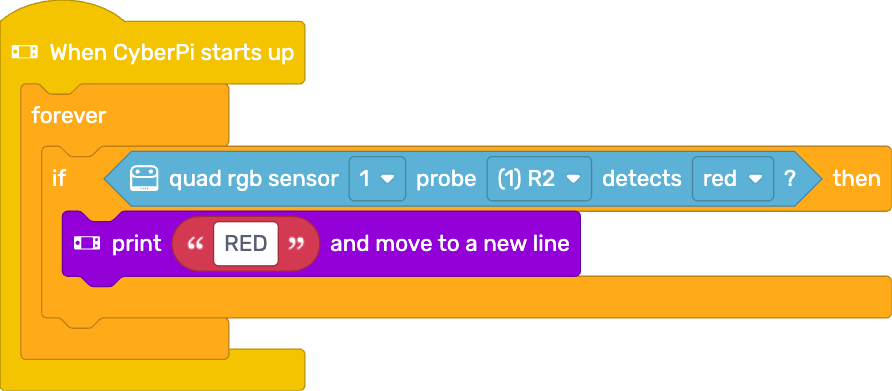 When CyberPi starts up
forever
if quad rgb sensor 1 probe (1) R2 detects red ? then
print “ RED ” and move to a new line